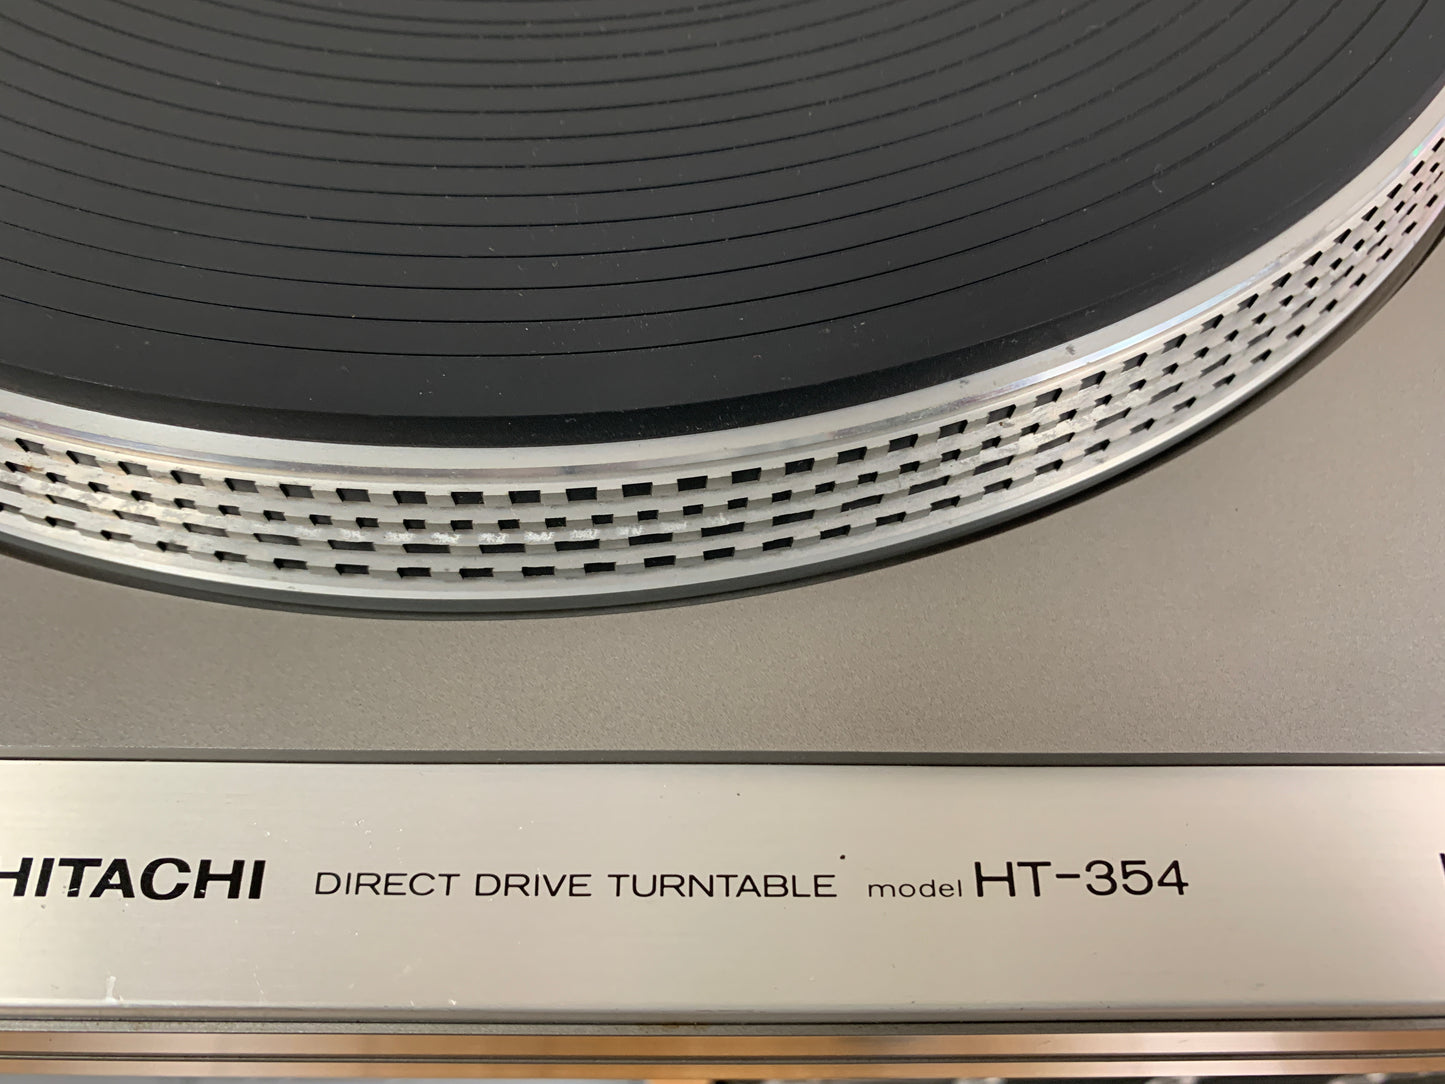 HITACHI DIRECT DRIVE TURNTABLE model HT-354